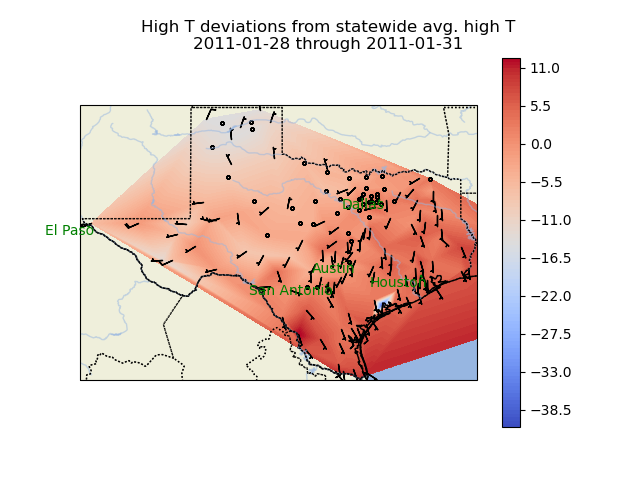 High T deviations from statewide avg. high T
2011-01-28 through 2011-01-31
11.0
5.5
0.0
−5.5
−11.0
−16.5
−22.0
−27.5
−33.0
−38.5
Dallas
El Paso
Austin
San Antonio
Houston